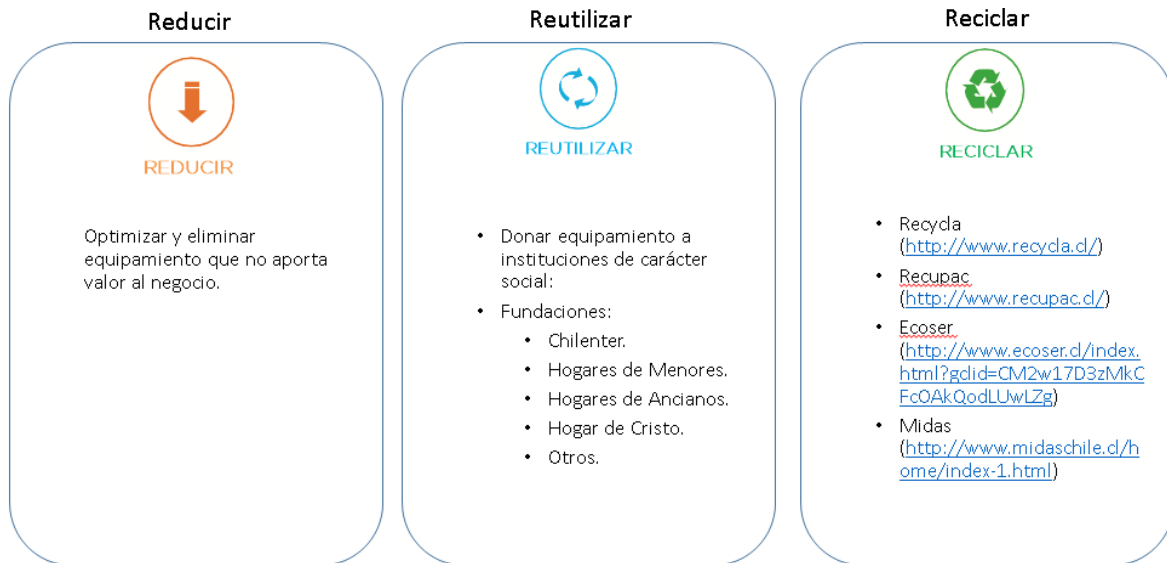 Reducir
REDUCIR
Optimizar y eliminar
equipamiento que no aporta
valor al negocio.
Reutilizar
REUTILIZAR
• Donar equipamiento a
instituciones de carácter
social:
• Fundaciones:
• Chilenter.
• Hogares de Menores.
• Hogares de Ancianos.
• Hogar de Cristo.
• Otros.
Reciclar
RECICLAR
• Recycla
(http://www.recycla.cl/)
• Recupac
(http://www.recupac.cl/)
• Ecoser
(http://www.ecoser.cl/index.
html?gclid=CM2w17D3zMkC
FcOAkQodLUwLZg)
• Midas
(http://www.midaschile.cl/h
ome/index-1.html)